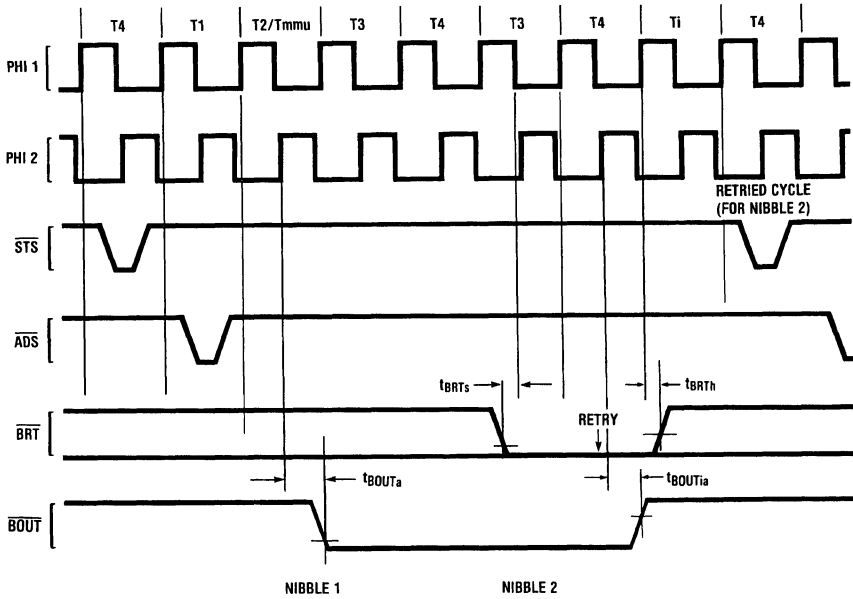 T4 T1 T2/Tmmu T3 T4 T3 T4 Ti T4
PHI 1
PHI 2
RETRIED CYCLE
(FOR NIBBLE 2)
STS
ADS
tBRTs
tBRTh
BRT
RETRY
tBOUTa
tBOUTia
BOUT
NIBBLE 1 NIBBLE 2